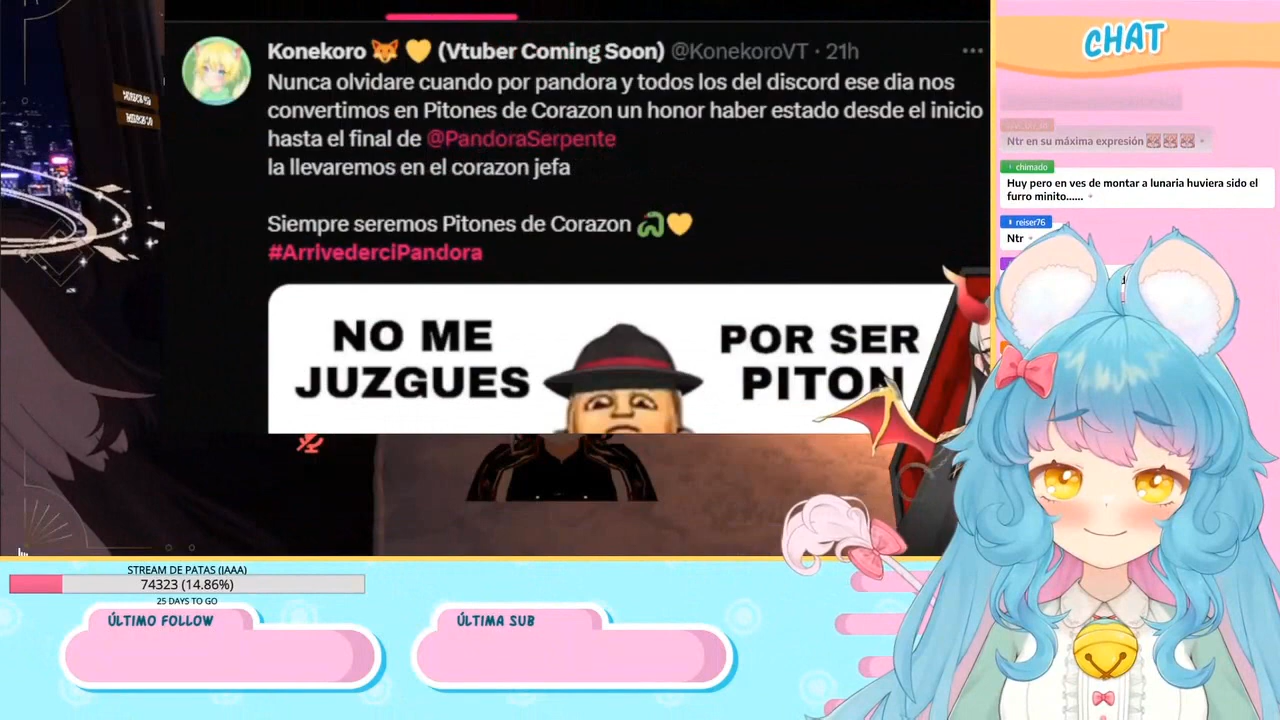 Konekoro 🦊 💛 (Vtuber Coming Soon) @KonekoroVT · 21h
Nunca olvidare cuando por pandora y todos los del discord ese dia nos
convertimos en Pitones de Corazon un honor haber estado desde el inicio
hasta el final de @PandoraSerpente
la llevaremos en el corazon jefa
Siempre seremos Pitones de Corazon 🐍💛
#ArrivederciPandora
NO ME
JUZGUES
POR SER
PITON
CHAT
Ntr en su máxima expresión
chimado
Huy pero en ves de montar a lunaria huviera sido el
furro minito......
reiser76
Ntr
STREAM DE PATAS (IAAA)
74323 (14.86%)
25 DAYS TO GO
ÚLTIMO FOLLOW
ÚLTIMA SUB